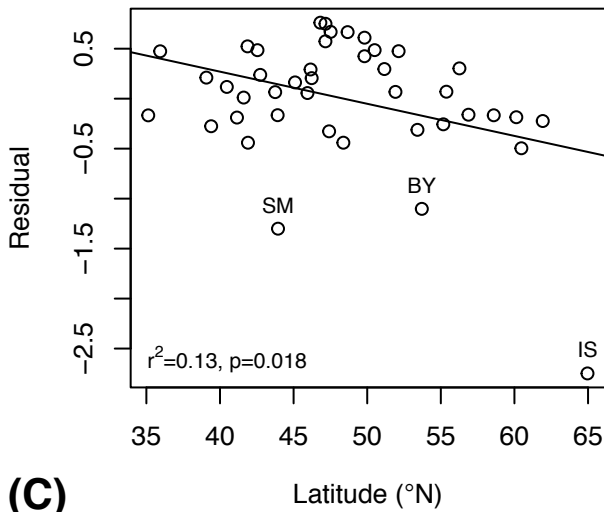 0.5
−0.5
−1.5
−2.5
Residual
SM
BY
IS
r²=0.13, p=0.018
35 40 45 50 55 60 65
(C)
Latitude (°N)